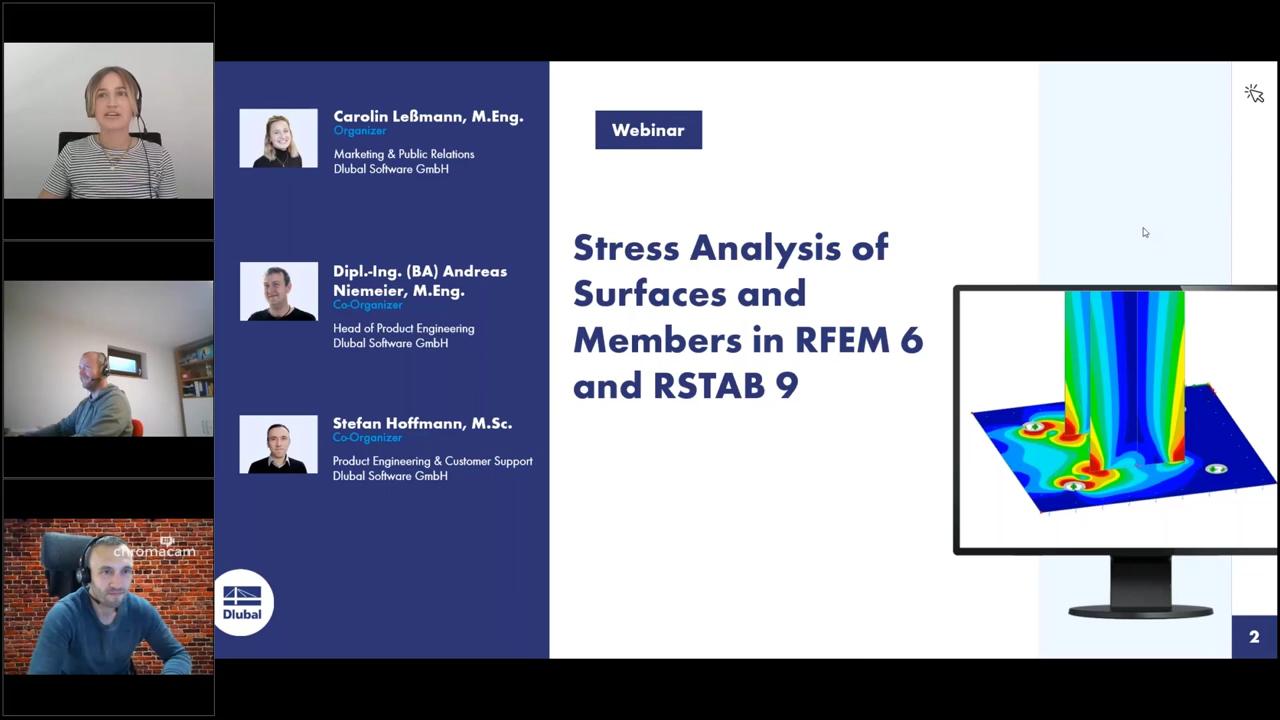 Carolin Leßmann, M.Eng.
Organizer
Marketing & Public Relations
Dlubal Software GmbH
Dipl.-Ing. (BA) Andreas
Niemeier, M.Eng.
Co-Organizer
Head of Product Engineering
Dlubal Software GmbH
Stefan Hoffmann, M.Sc.
Co-Organizer
Product Engineering & Customer Support
Dlubal Software GmbH
chromacam
Dlubal
Webinar
Stress Analysis of
Surfaces and
Members in RFEM 6
and RSTAB 9
2